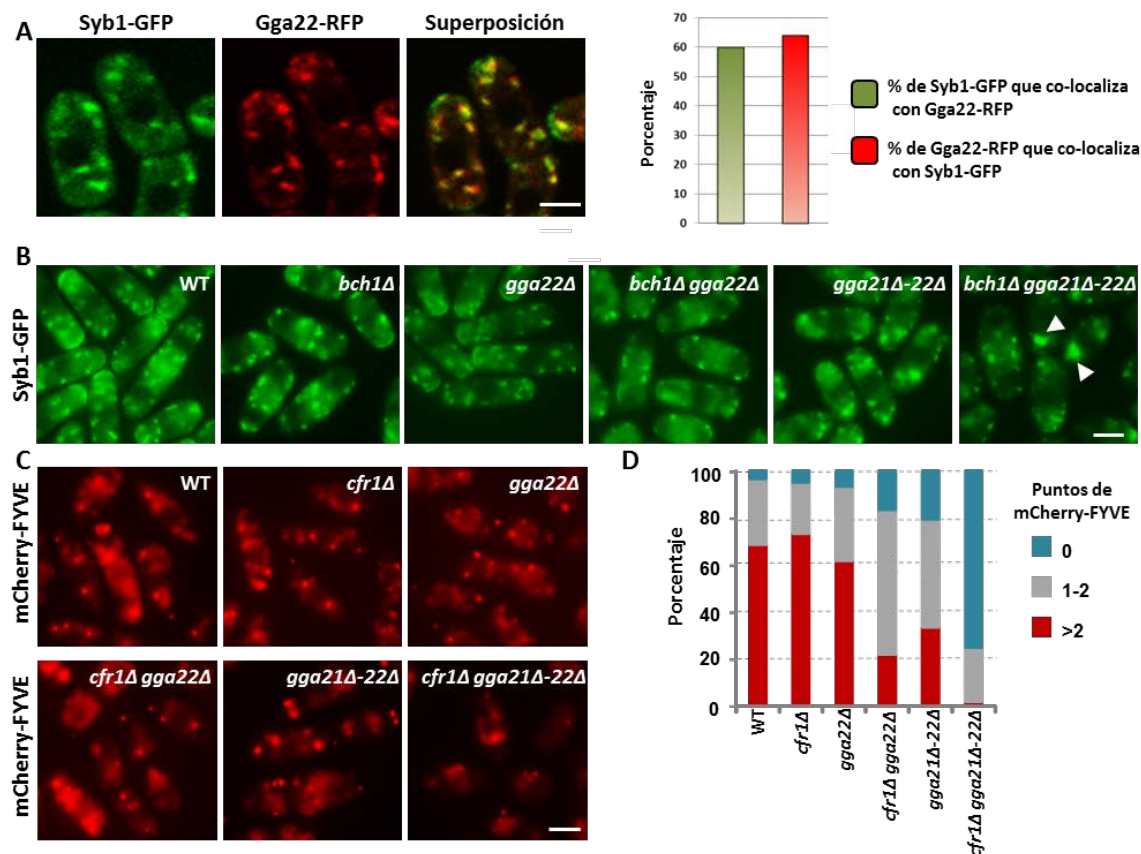 A
Syb1-GFP
Gga22-RFP
Superposición
Porcentaje
70
60
50
40
30
20
10
0
% de Syb1-GFP que co-localiza
con Gga22-RFP
% de Gga22-RFP que co-localiza
con Syb1-GFP
B
Syb1-GFP
WT
bch1Δ
gga22Δ
bch1Δ gga22Δ
gga21Δ-22Δ
bch1Δ gga21Δ-22Δ
C
mCherry-FYVE
WT
cfr1Δ
gga22Δ
mCherry-FYVE
cfr1Δ gga22Δ
gga21Δ-22Δ
cfr1Δ gga21Δ-22Δ
D
Porcentaje
100
80
60
40
20
0
WT
cfr1Δ
gga22Δ
cfr1Δ gga22Δ
gga21Δ-22Δ
cfr1Δ gga21Δ-22Δ
Puntos de
mCherry-FYVE
0
1-2
>2